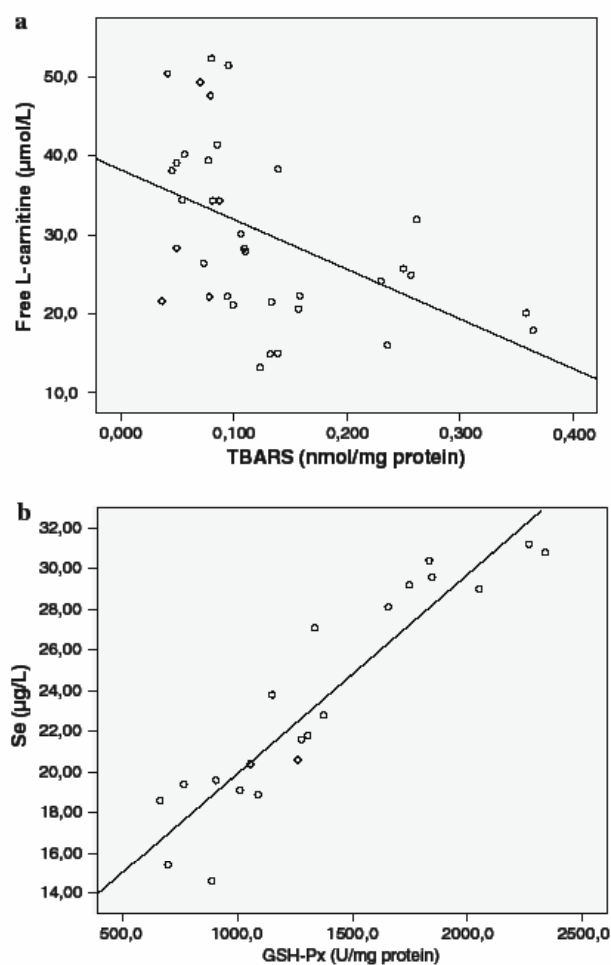 a
Free L-carnitine (µmol/L)
50,0
40,0
30,0
20,0
10,0
0,000 0,100 0,200 0,300 0,400
TBARS (nmol/mg protein)
b
Se (µg/L)
32,00
30,00
28,00
26,00
24,00
22,00
20,00
18,00
16,00
14,00
500,0 1000,0 1500,0 2000,0 2500,0
GSH-Px (U/mg protein)